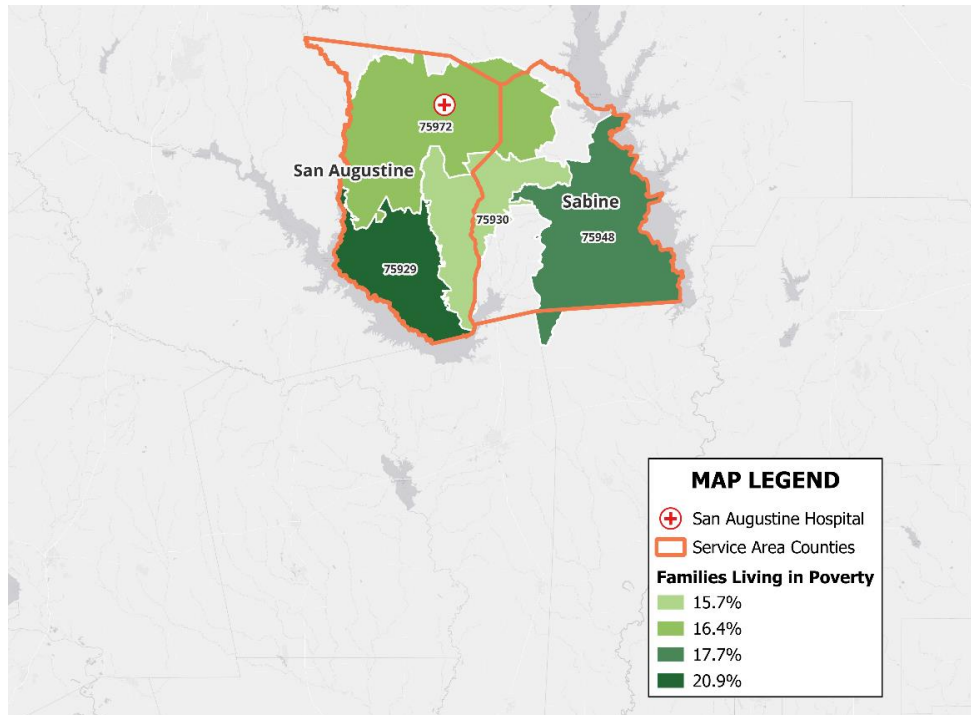 75972
San Augustine
Sabine
75930
75948
75929
MAP LEGEND
San Augustine Hospital
Service Area Counties
Families Living in Poverty
15.7%
16.4%
17.7%
20.9%